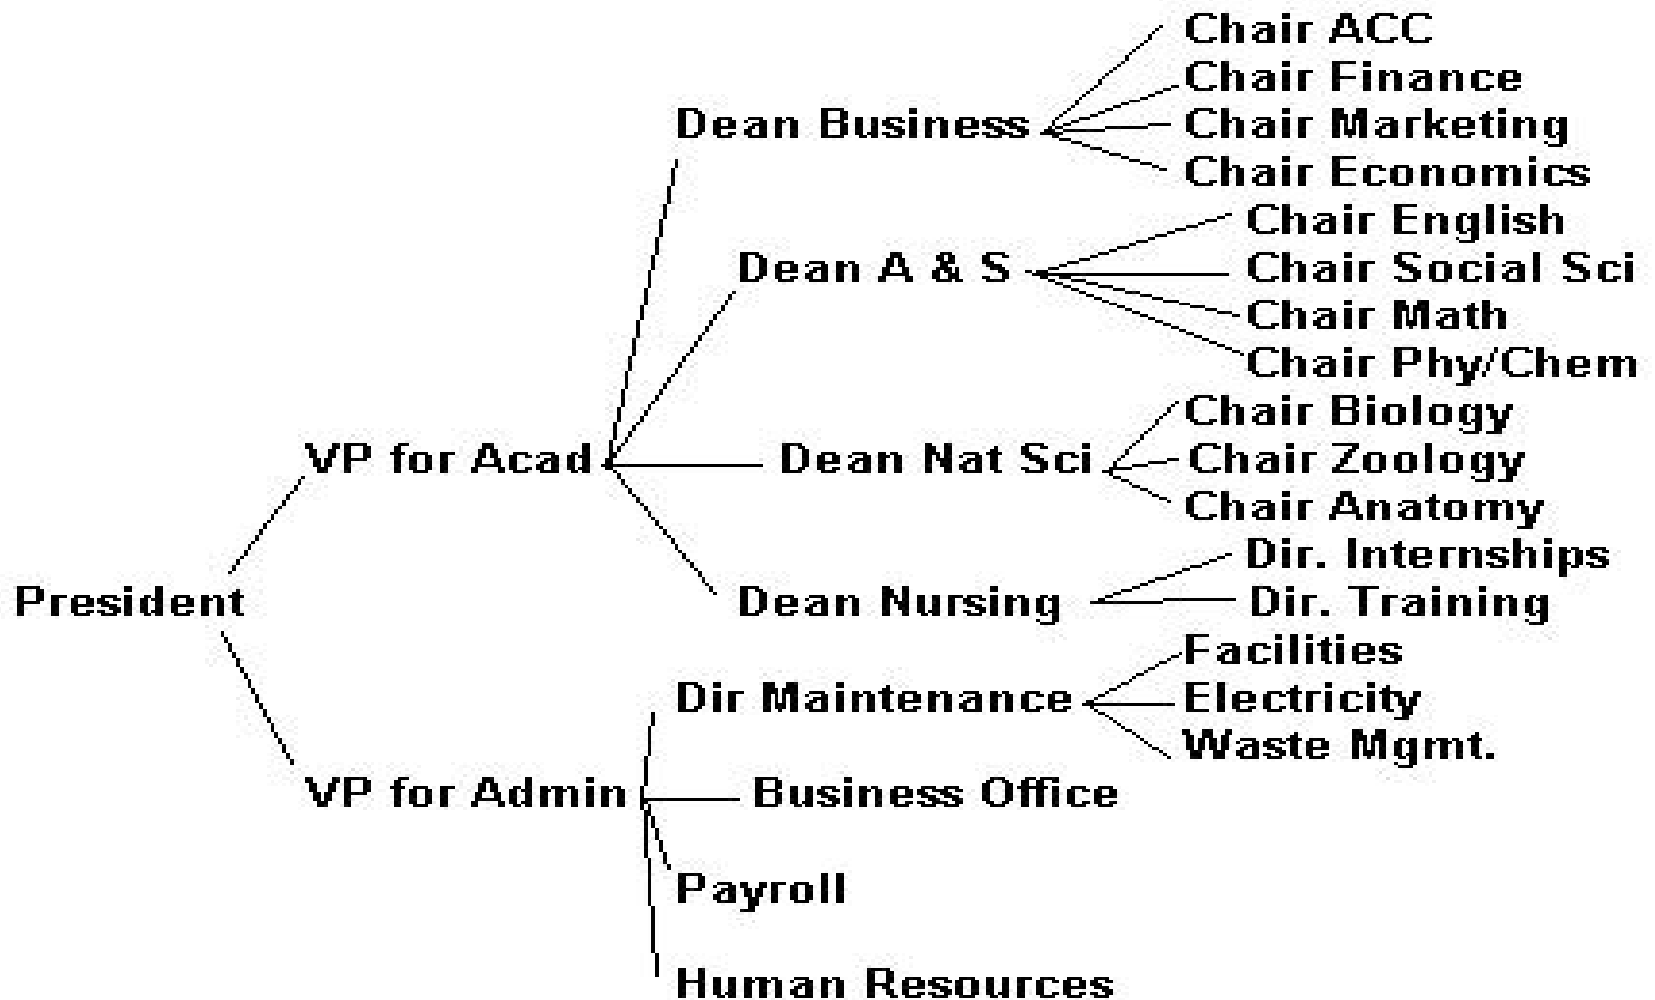 Chair ACC
Chair Finance
Dean Business
Chair Marketing
Chair Economics
Chair English
Dean A & S
Chair Social Sci
Chair Math
Chair Phy/Chem
Chair Biology
VP for Acad
Dean Nat Sci
Chair Zoology
Chair Anatomy
Dir. Internships
President
Dean Nursing
Dir. Training
Facilities
Dir Maintenance
Electricity
Waste Mgmt.
VP for Admin
Business Office
Payroll
Human Resources